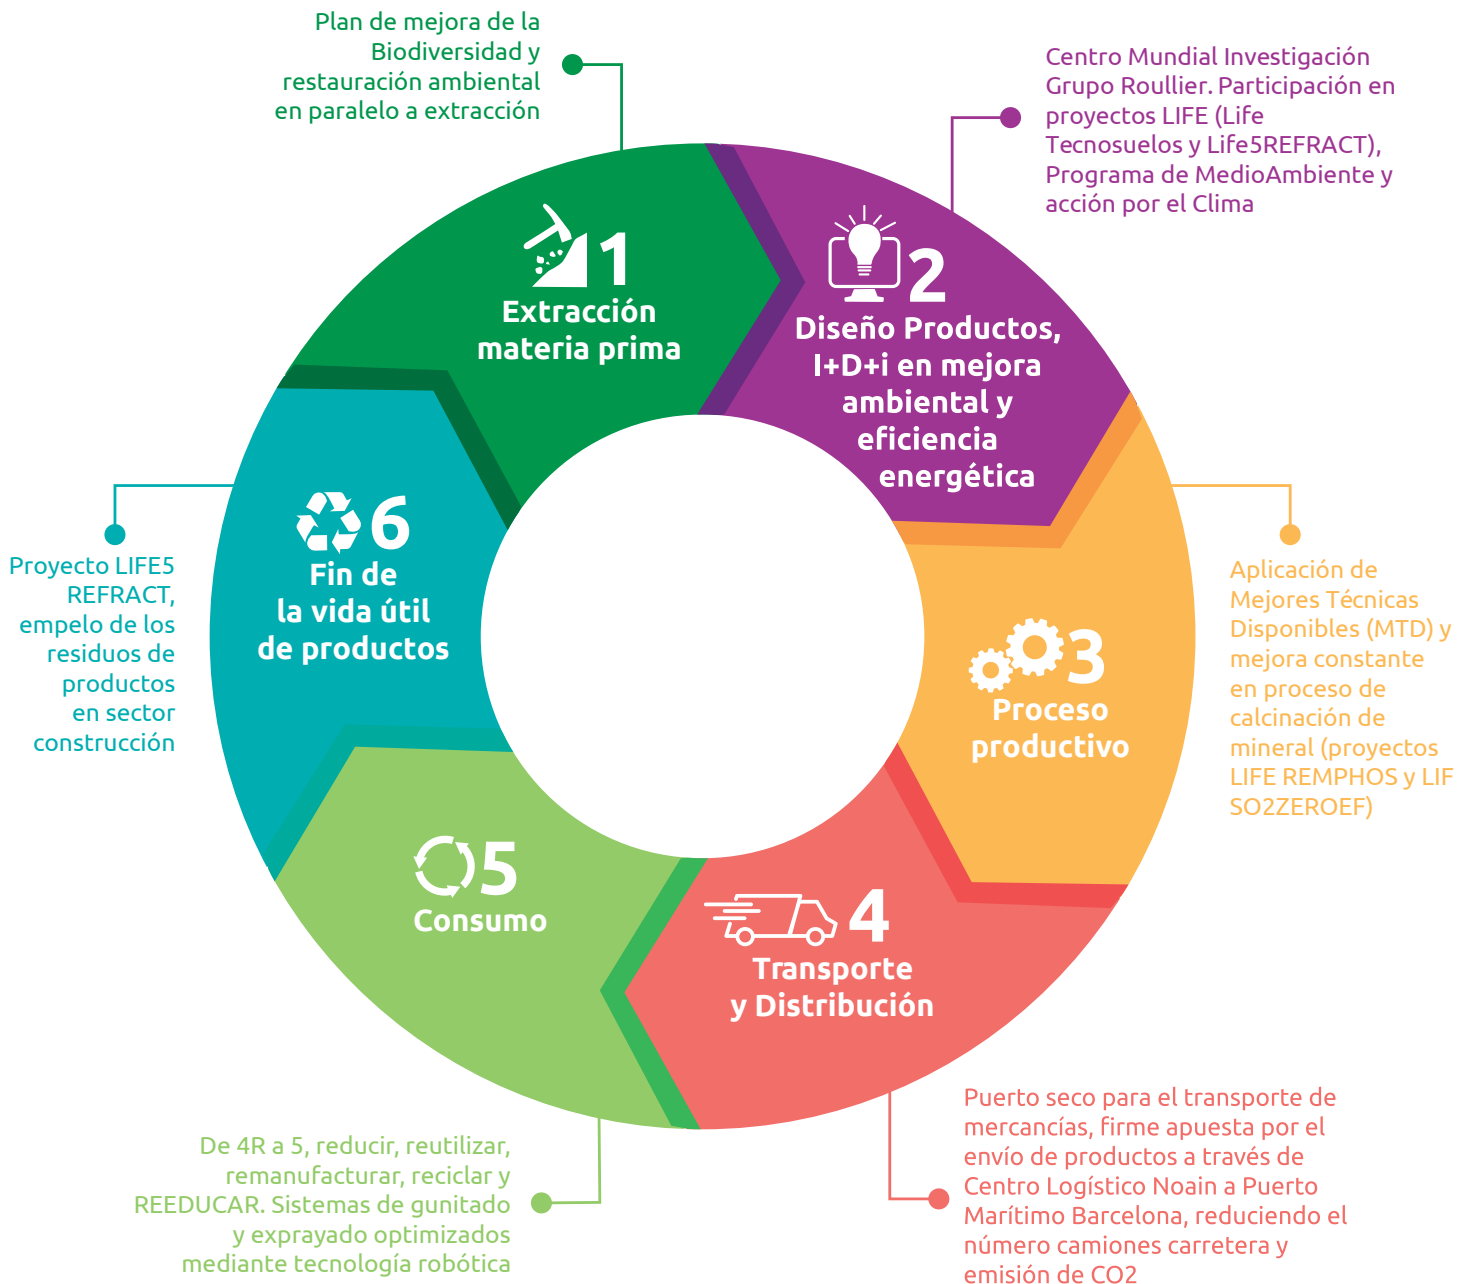 Plan de mejora de la
Biodiversidad y
restauración ambiental
en paralelo a extracción
1
Extracción
materia prima
Centro Mundial Investigación
Grupo Roullier. Participación en
proyectos LIFE (Life
Tecnosuelos y Life5REFRACT),
Programa de MedioAmbiente y
acción por el Clima
2
Diseño Productos,
I+D+i en mejora
ambiental y
eficiencia
energética
3
Proceso
productivo
Aplicación de
Mejores Técnicas
Disponibles (MTD) y
mejora constante
en proceso de
calcinación de
mineral (proyectos
LIFE REMPHOS y LIF
SO2ZEROEF)
4
Transporte
y Distribución
Puerto seco para el transporte de
mercancías, firme apuesta por el
envío de productos a través de
Centro Logístico Noain a Puerto
Marítimo Barcelona, reduciendo el
número camiones carretera y
emisión de CO2
5
Consumo
De 4R a 5, reducir, reutilizar,
remanufacturar, reciclar y
REEDUCAR. Sistemas de gunitado
y exprayado optimizados
mediante tecnología robótica
6
Fin de
la vida útil
de productos
Proyecto LIFE5
REFRACT,
empelo de los
residuos de
productos
en sector
construcción